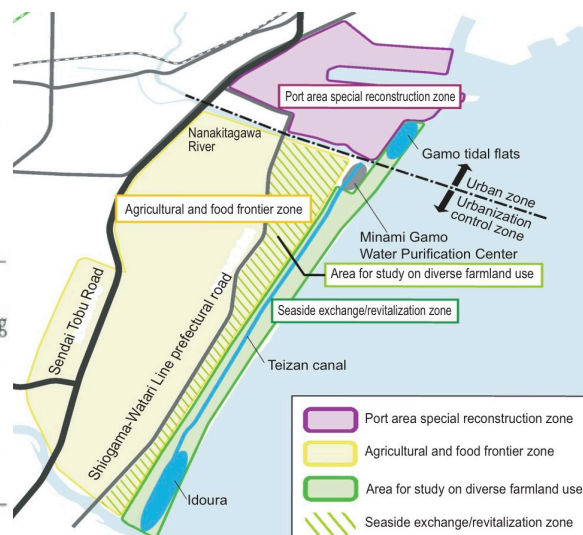 Port area special reconstruction zone
Nanakitagawa
River
Gamo tidal flats
Urban zone
Urbanization
control zone
Agricultural and food frontier zone
Minami Gamo
Water Purification Center
Area for study on diverse farmland use
Sendai Tobu Road
Shiogama-Watari Line prefectural road
Seaside exchange/revitalization zone
Teizan canal
Idoura
Port area special reconstruction zone
Agricultural and food frontier zone
Area for study on diverse farmland use
Seaside exchange/revitalization zone